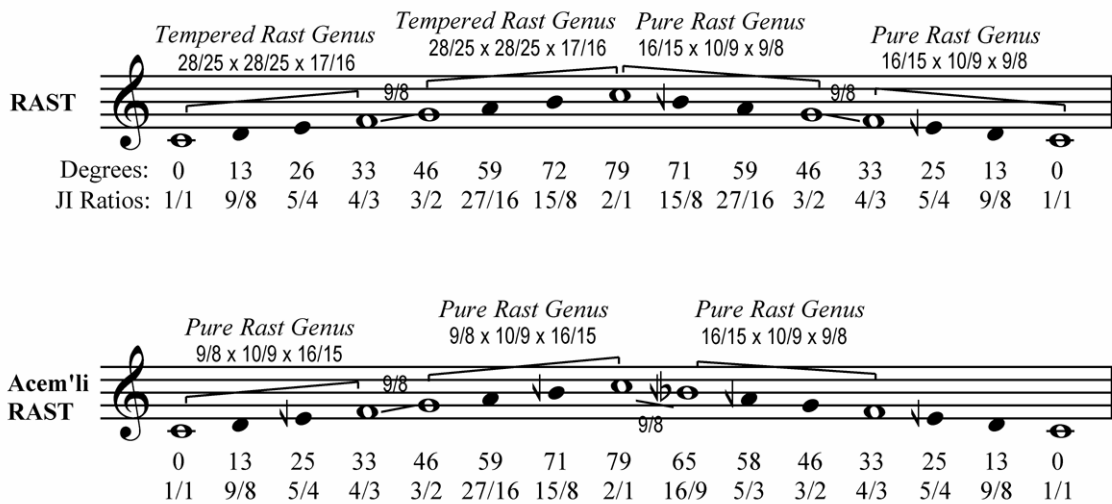 Tempered Rast Genus Tempered Rast Genus Pure Rast Genus Pure Rast Genus
28/25 x 28/25 x 17/16 28/25 x 28/25 x 17/16 16/15 x 10/9 x 9/8 16/15 x 10/9 x 9/8
RAST 9/8 9/8
Degrees: 0 13 26 33 46 59 72 79 71 59 46 33 25 13 0
JI Ratios: 1/1 9/8 5/4 4/3 3/2 27/16 15/8 2/1 15/8 27/16 3/2 4/3 5/4 9/8 1/1
Pure Rast Genus Pure Rast Genus Pure Rast Genus
9/8 x 10/9 x 16/15 9/8 x 10/9 x 16/15 16/15 x 10/9 x 9/8
Acem'li 9/8
RAST 9/8
0 13 25 33 46 59 71 79 65 58 46 33 25 13 0
1/1 9/8 5/4 4/3 3/2 27/16 15/8 2/1 16/9 5/3 3/2 4/3 5/4 9/8 1/1